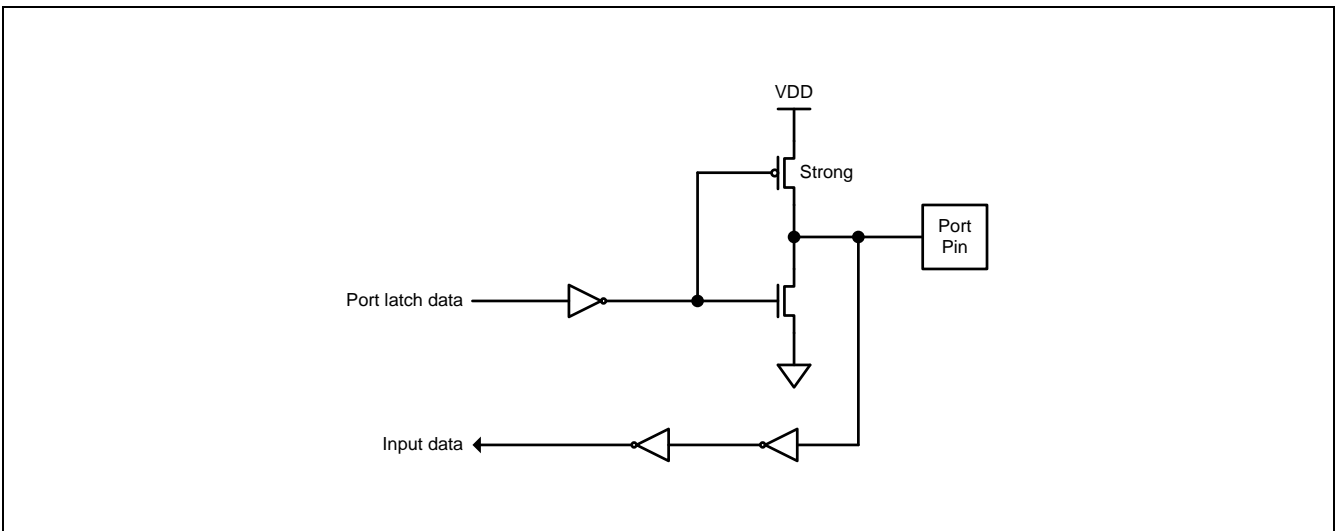 VDD
Strong
Port
Pin
Port latch data
Input data